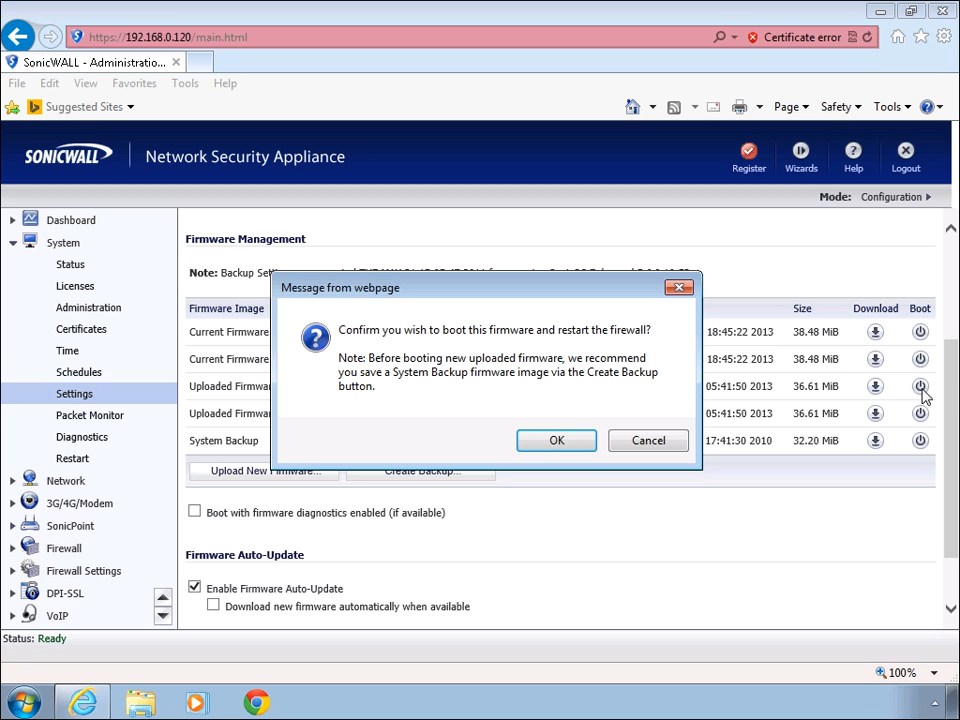 https://192.168.0.120/main.html
Certificate error
SonicWALL - Administratio...
File Edit View Favorites Tools Help
Suggested Sites
Page Safety Tools
SONICWALL
Network Security Appliance
Register Wizards Help Logout
Mode: Configuration
Dashboard
System
Status
Licenses
Administration
Certificates
Time
Schedules
Settings
Packet Monitor
Diagnostics
Restart
Network
3G/4G/Modem
SonicPoint
Firewall
Firewall Settings
DPI-SSL
VoIP
Firmware Management
Note: Backup
Firmware Image Size Download Boot
Current Firmware 18:45:22 2013 38.48 MiB
Current Firmware 18:45:22 2013 38.48 MiB
Uploaded Firmwa 05:41:50 2013 36.61 MiB
Uploaded Firmwa 05:41:50 2013 36.61 MiB
System Backup 17:41:30 2010 32.20 MiB
Upload New Firmware... Create Backup...
Message from webpage
Confirm you wish to boot this firmware and restart the firewall?
Note: Before booting new uploaded firmware, we recommend
you save a System Backup firmware image via the Create Backup
button.
OK Cancel
Boot with firmware diagnostics enabled (if available)
Firmware Auto-Update
Enable Firmware Auto-Update
Download new firmware automatically when available
Status: Ready
100%